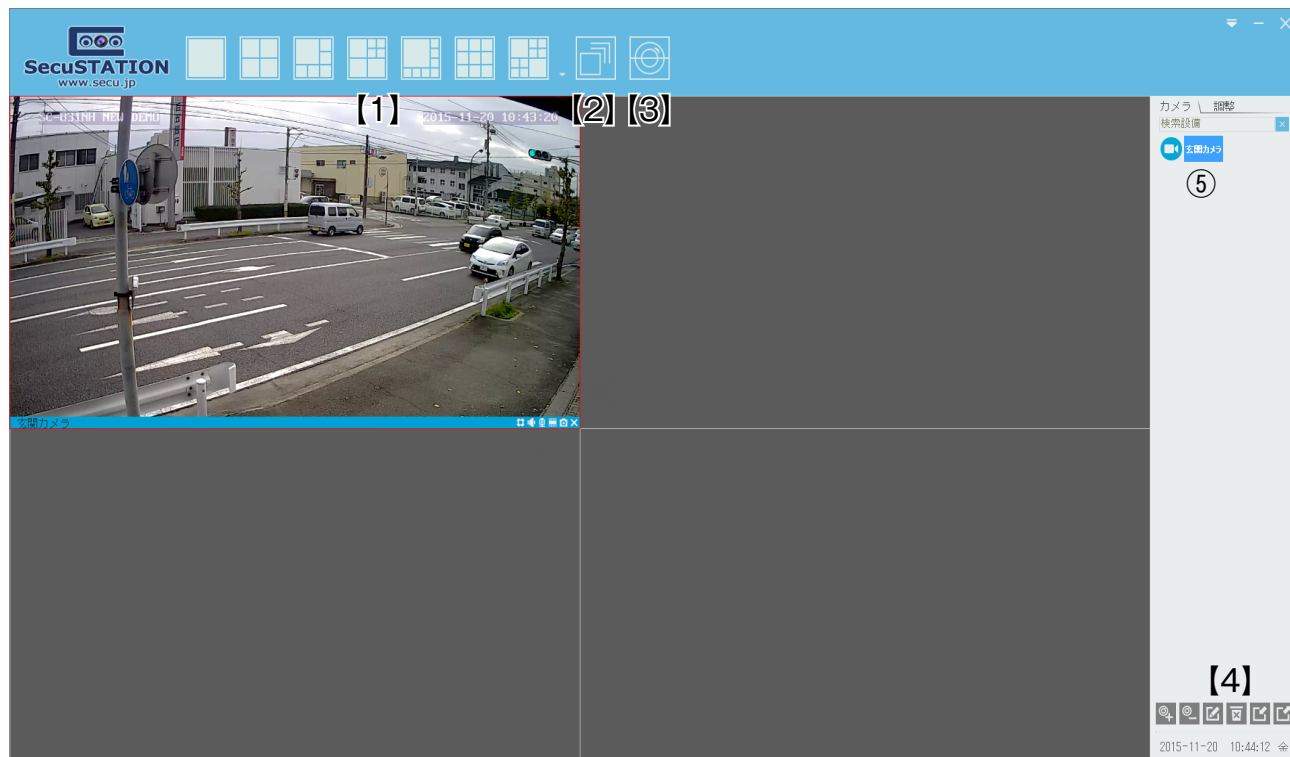 SecuSTATION
www.secu.jp
【1】
【2】
【3】
SC-031NH NEW DEMO
2015-11-20 10:43:20
カメラ
調整
検索設備
玄関カメラ
⑤
玄関カメラ
【4】
2015-11-20 10:44:12 金